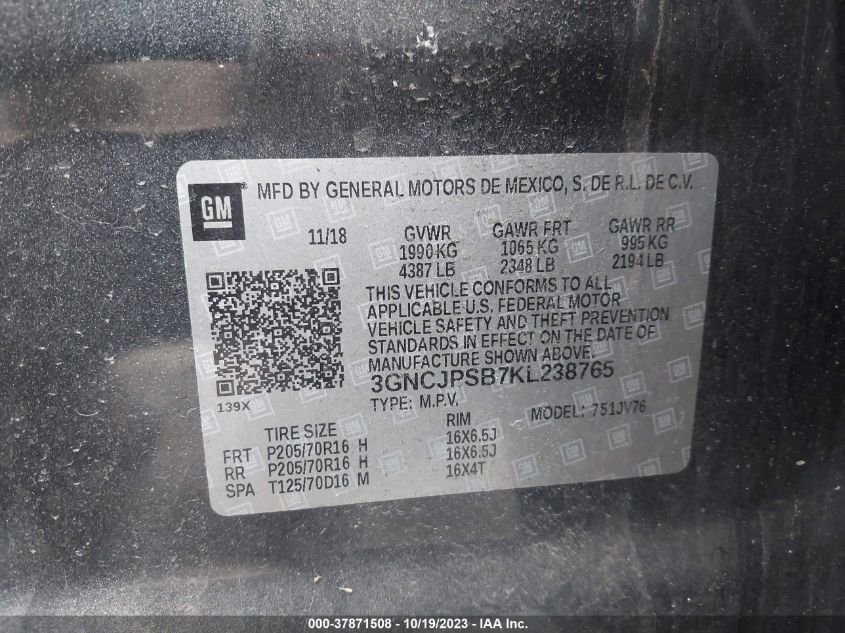 GM
MFD BY GENERAL MOTORS DE MEXICO, S. DE R.L. DE C.V.
11/18 GVWR GAWR FRT GAWR RR
1990 KG 1065 KG 995 KG
4387 LB 2348 LB 2194 LB
THIS VEHICLE CONFORMS TO ALL
APPLICABLE U.S. FEDERAL MOTOR
VEHICLE SAFETY AND THEFT PREVENTION
STANDARDS IN EFFECT ON THE DATE OF
MANUFACTURE SHOWN ABOVE.
3GNCJPSB7KL238765
139X
TYPE: M.P.V. MODEL: 751JV76
TIRE SIZE RIM
FRT P205/70R16 H 16X6.5J
RR P205/70R16 H 16X6.5J
SPA T125/70D16 M 16X4T
000-37871508 - 10/19/2023 - COPYRIGHT IAA, LLC.